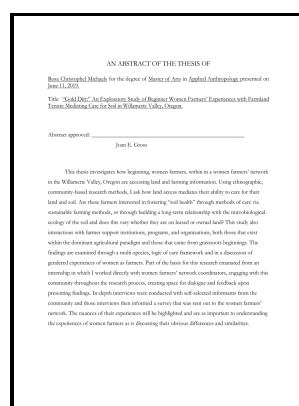 AN ABSTRACT OF THE THESIS OF
Rosa Christophel Michaels for the degree of Master of Arts in Applied Anthropology presented on
June 11, 2019.
Title: "Gold Dirt:" An Exploratory Study of Beginner Women Farmers' Experiences with Farmland
Tenure Mediating Care for Soil in Willamette Valley, Oregon.
Abstract approved:
Joan E. Gross
This thesis investigates how beginning, women farmers, within in a women farmers' network
in the Willamette Valley, Oregon are accessing land and farming information. Using ethnographic,
community-based research methods, I ask how land access mediates their ability to care for their
land and soil. Are these farmers interested in fostering "soil health" through methods of care via
sustainable farming methods, or through building a long-term relationship with the microbiological-
ecology of the soil and does this vary whether they are on leased or owned land? This study also
interactions with farmer support institutions, programs, and organizations, both those that exist
within the dominant agricultural paradigm and those that came from grassroots beginnings. The
findings are examined through a multi-species, logic of care framework and in a discussion of
gendered experiences of women as farmers. Part of the basis for this research emanated from an
internship in which I worked directly with women farmers' network coordinators, engaging with this
community throughout the research process, creating space for dialogue and feedback upon
presenting findings. In-depth interviews were conducted with self-selected informants from the
community and those interviews then informed a survey that was sent out to the women farmers'
network. The nuances of their experiences will be highlighted and are as important to understanding
the experiences of women farmers as is discussing their obvious differences and similarities.